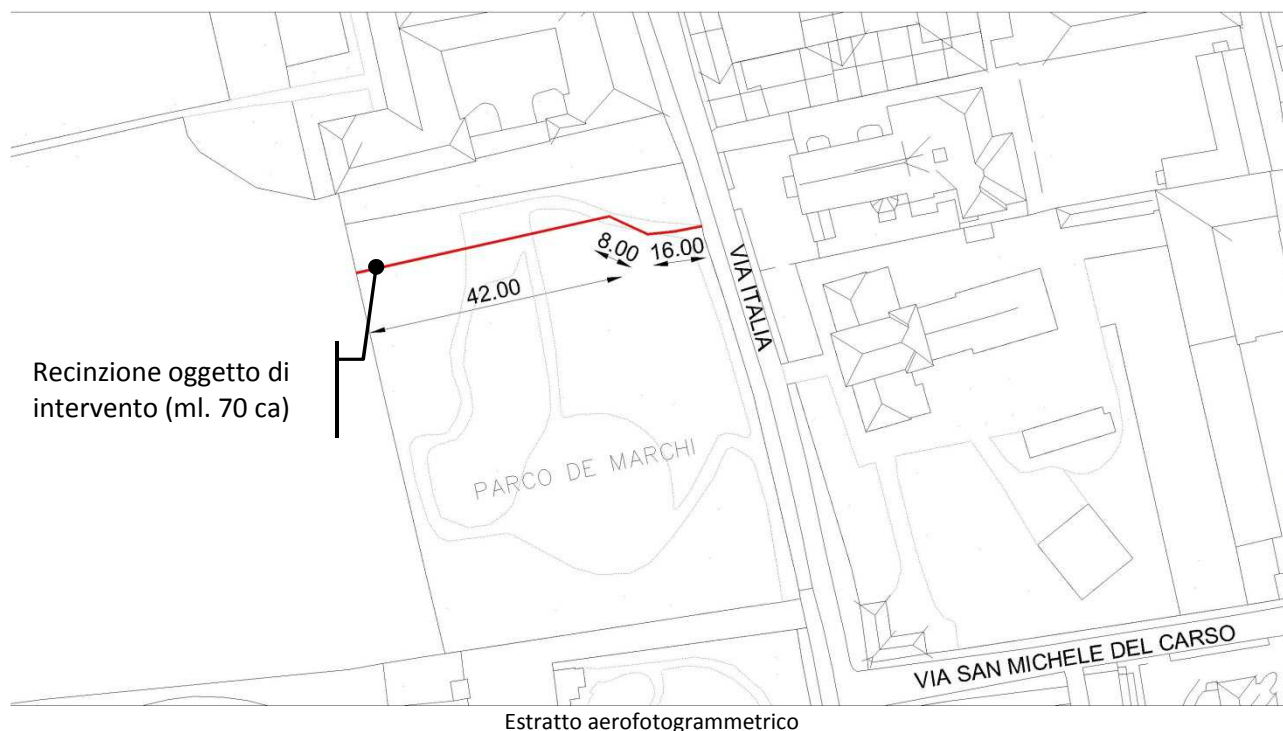 8.00
16.00
42.00
VIA ITALIA
Recinzione oggetto di
intervento (ml. 70 ca)
PARCO DE MARCHI
VIA SAN MICHELE DEL CARSO
Estratto aerofotogrammetrico